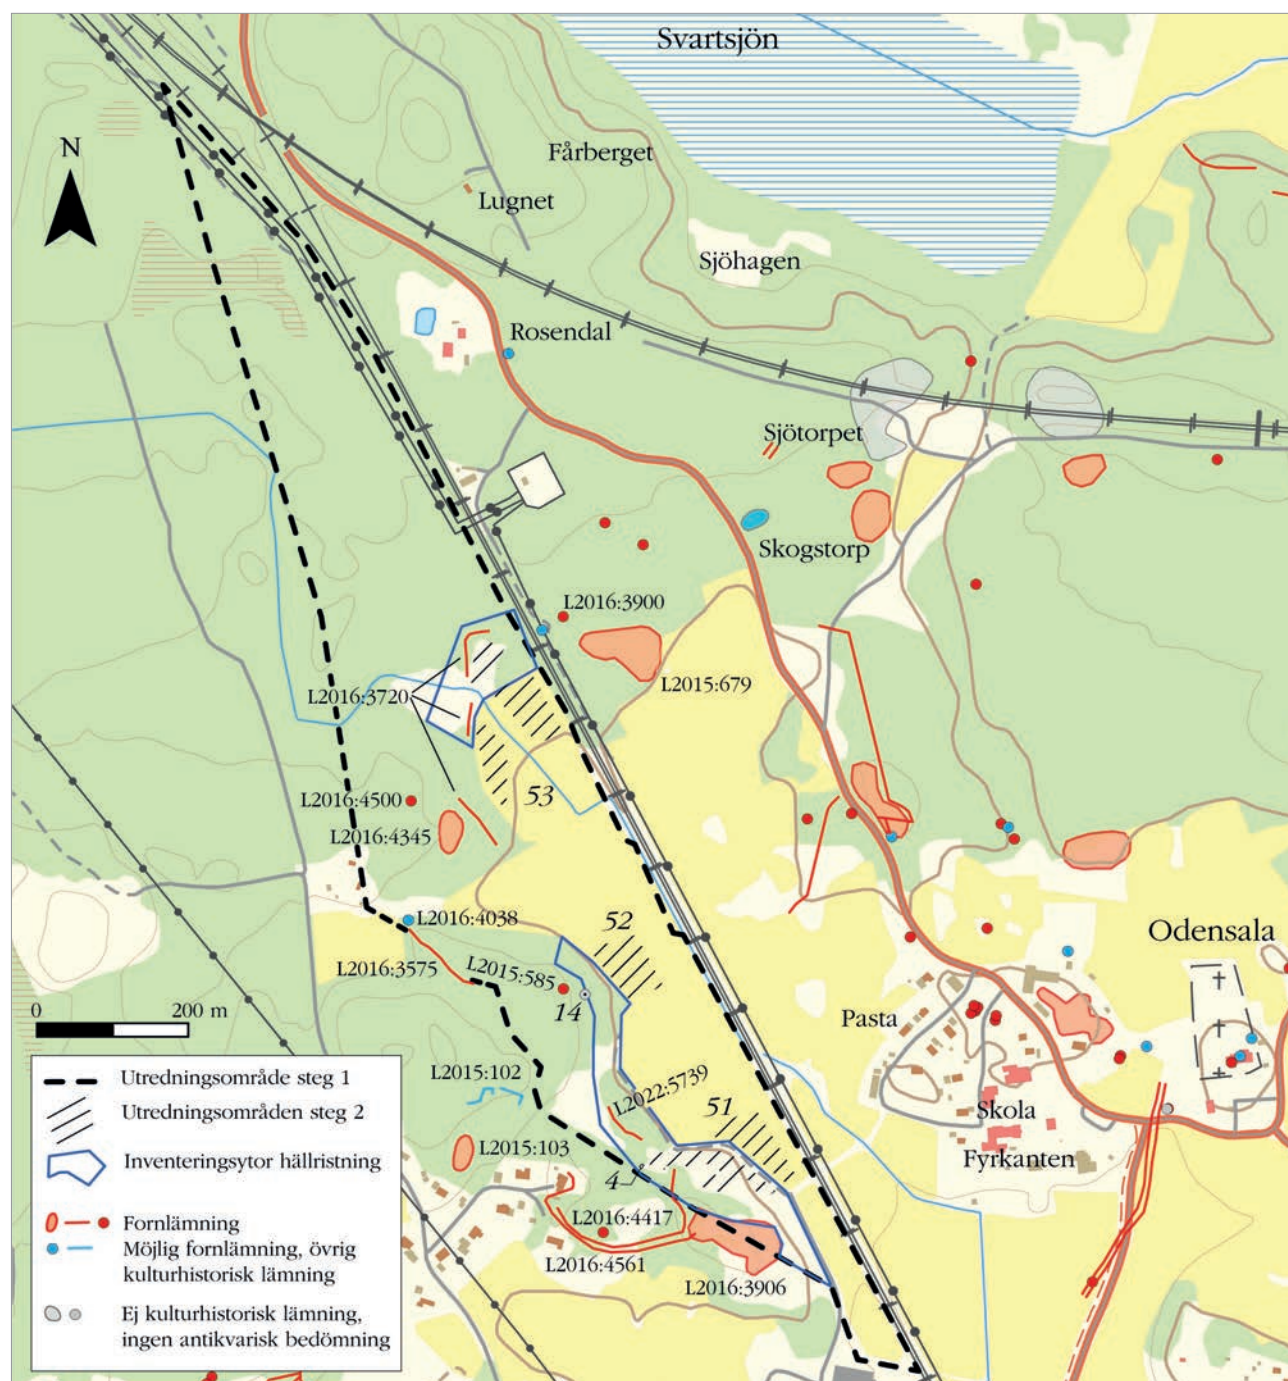 Svartsjön
N
Fårberget
Lugnet
Sjöhagen
Rosendal
Sjötorpet
Skogstorp
L2016:3900
L2015:679
L2016:3720
53
L2016:4500
L2016:4345
L2016:4038
52
Odensala
L2016:3575
L2015:585
14
0 200 m
Pasta
Utredningsområde steg 1
L2015:102
L2022:5739
51
Utredningsområden steg 2
Skola
Inventeringsytor hällristning
L2015:103
Fyrkanten
4
Fornlämning
L2016:4417
Möjlig fornlämning, övrig
kulturhistorisk lämning
L2016:4561
L2016:3906
Ej kulturhistorisk lämning,
ingen antikvarisk bedömning